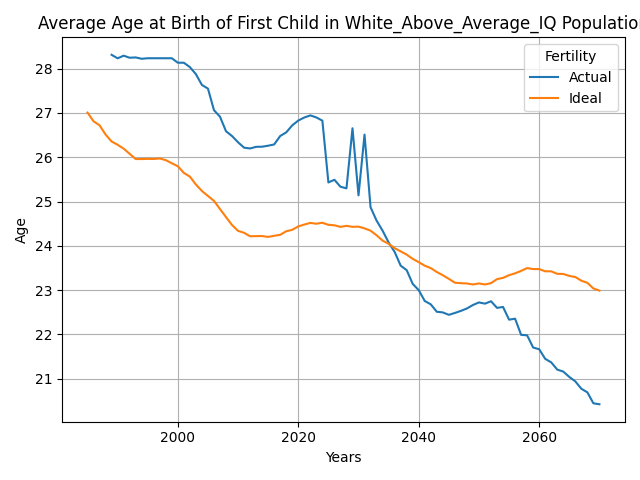 Average Age at Birth of First Child in White_Above_Average_IQ Population
Fertility
Actual
Ideal
28
27
26
25
24
23
22
21
Age
2000
2020
2040
2060
Years